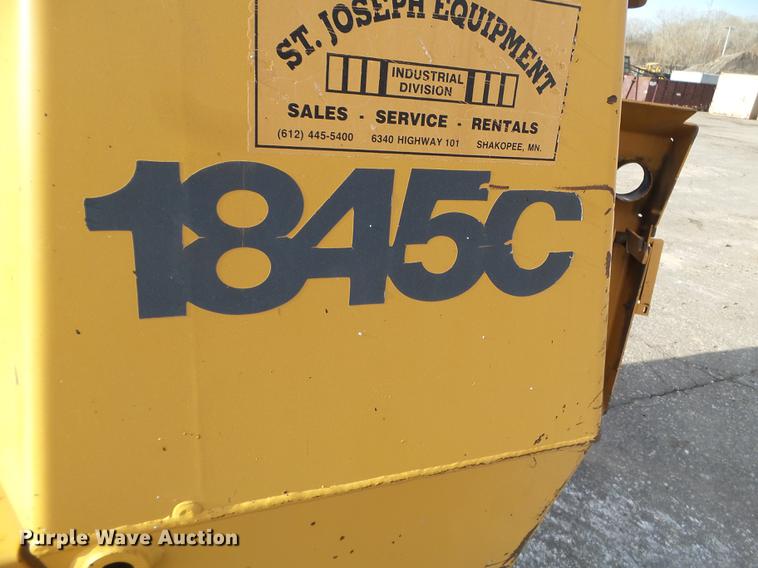 ST. JOSEPH EQUIPMENT
INDUSTRIAL
DIVISION
SALES - SERVICE - RENTALS
(612) 445-5400 6340 HIGHWAY 101 SHAKOPEE, MN.
1845C
Purple Wave Auction